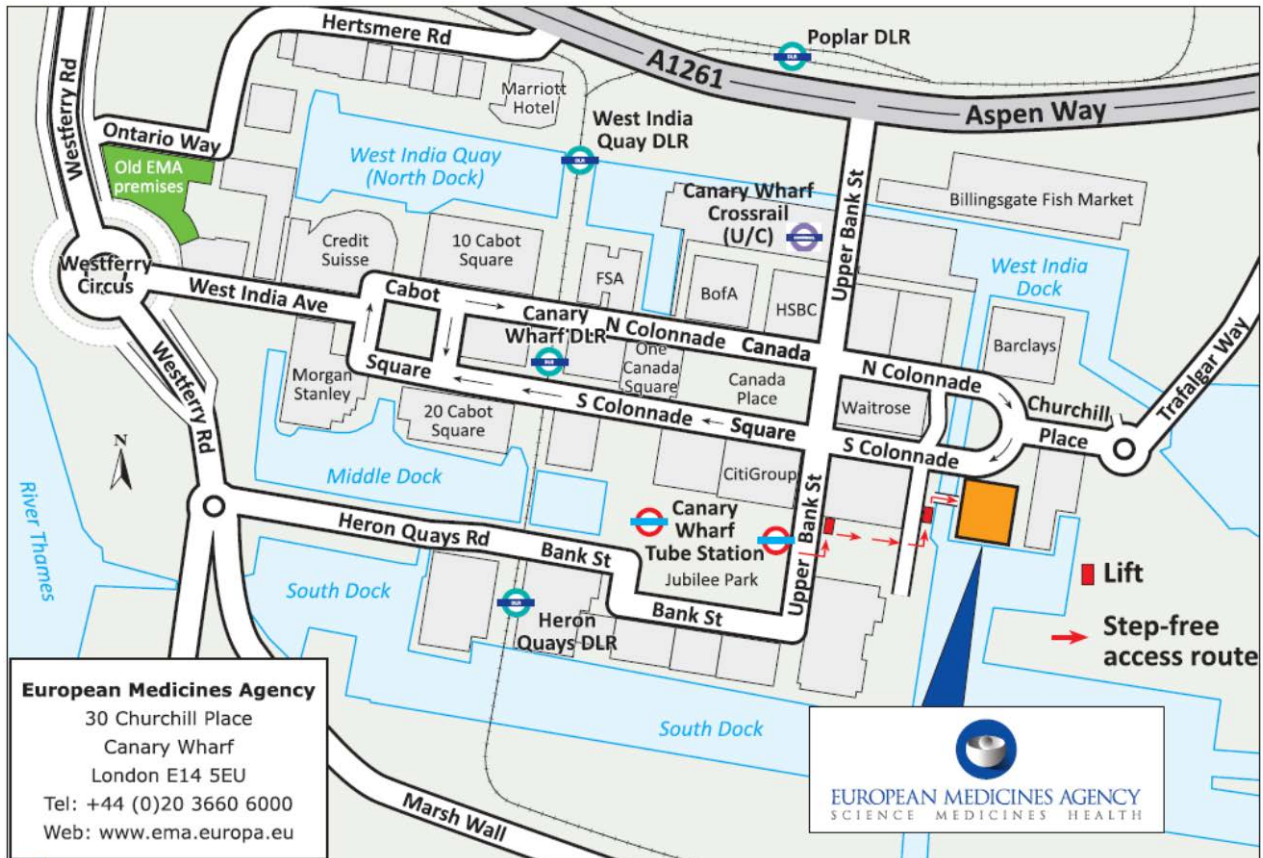 Hertsmere Rd
Poplar DLR
A1261
Aspen Way
Westferry Rd
Marriott
Hotel
Ontario Way
Old EMA
premises
West India Quay
(North Dock)
West India
Quay DLR
DLR
DLR
Billingsgate Fish Market
Canary Wharf
Crossrail
(U/C)
Upper Bank St
Westferry
Circus
Credit
Suisse
10 Cabot
Square
FSA
BofA
HSBC
West India
Dock
West India Ave
Cabot
Canary
Wharf DLR
DLR
N Colonnade
Canada
N Colonnade
Barclays
Trafalgar Way
Morgan
Stanley
Square
One
Canada
Square
Canada
Place
Waitrose
Churchill
Place
Westferry Rd
20 Cabot
Square
S Colonnade
Square
S Colonnade
N
Middle Dock
CitiGroup
River Thames
Heron Quays Rd
Bank St
Canary
Wharf
Tube Station
Jubilee Park
Upper Bank St
South Dock
DLR
Heron
Quays DLR
Bank St
Lift
Step-free
access route
European Medicines Agency
30 Churchill Place
Canary Wharf
London E14 5EU
Tel: +44 (0)20 3660 6000
Web: www.ema.europa.eu
South Dock
Marsh Wall
EUROPEAN MEDICINES AGENCY
SCIENCE MEDICINES HEALTH